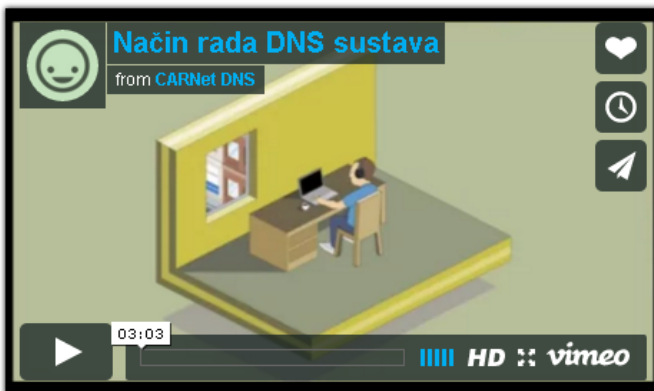 Način rada DNS sustava
from CARNet DNS
03:03
HD vimeo